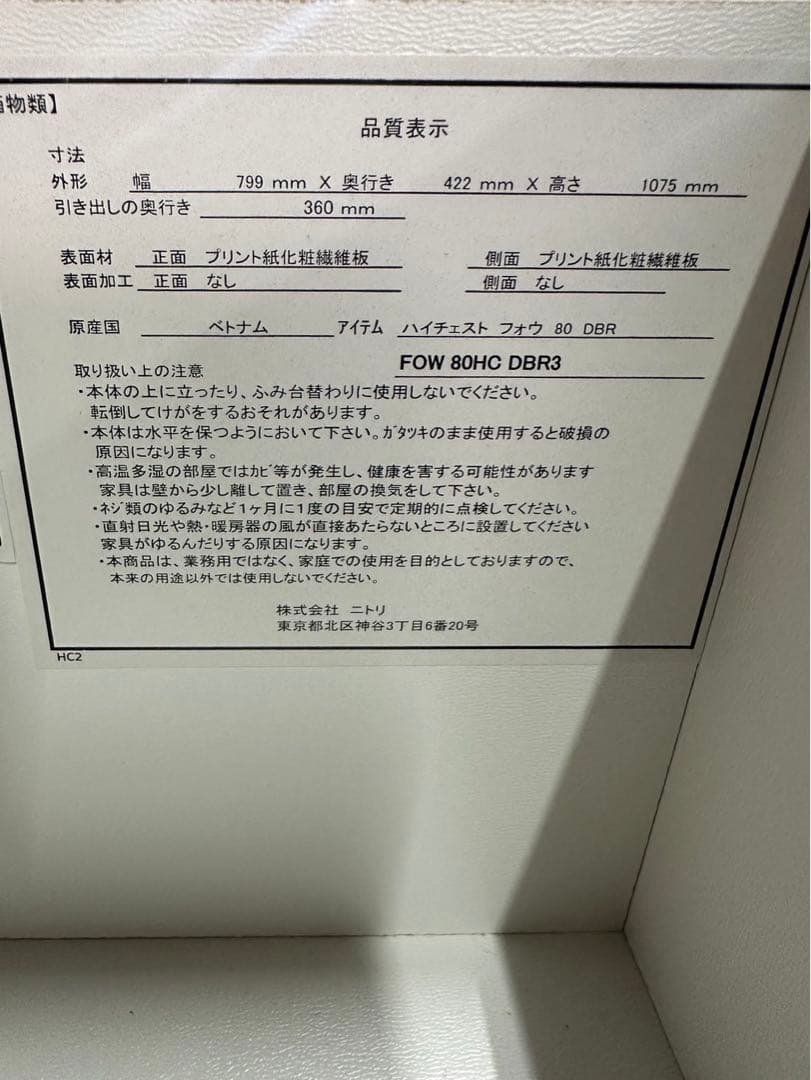 物類】
品質表示
寸法
外形 幅 799 mm X 奥行き 422 mm X 高さ 1075 mm
引き出しの奥行き 360 mm
表面材 正面 プリント紙化粧繊維板 側面 プリント紙化粧繊維板
表面加工 正面 なし 側面 なし
原産国 ベトナム アイテム ハイチェスト フォウ 80 DBR
取り扱い上の注意 FOW 80HC DBR3
・本体の上に立ったり、ふみ台替わりに使用しないでください。
転倒してけがをするおそれがあります。
・本体は水平を保つようにおいて下さい。ｶﾞﾀﾂｷのまま使用すると破損の
原因になります。
・高温多湿の部屋ではｶﾋﾞ等が発生し、健康を害する可能性があります
家具は壁から少し離して置き、部屋の換気をして下さい。
・ﾈｼﾞ類のゆるみなど1ヶ月に1度の目安で定期的に点検してください。
・直射日光や熱・暖房器の風が直接あたらないところに設置してください
家具がゆるんだりする原因になります。
・本商品は、業務用ではなく、家庭での使用を目的としておりますので、
本来の用途以外では使用しないでください。
株式会社 ニトリ
東京都北区神谷3丁目6番20号
HC2